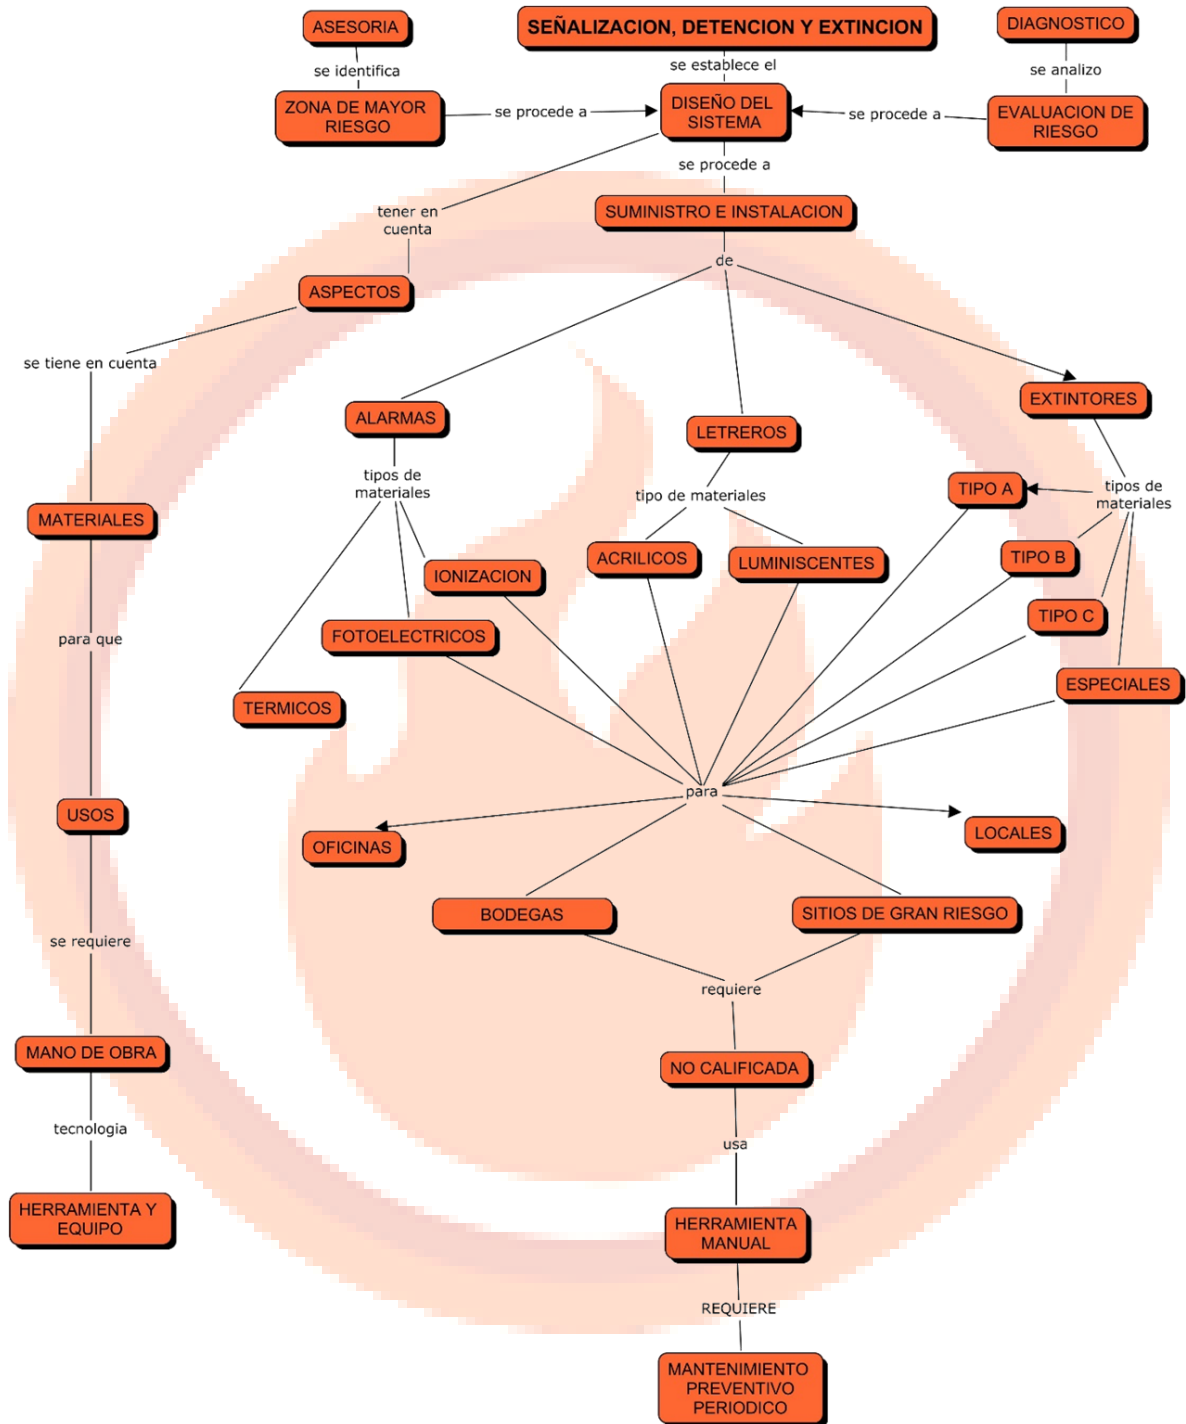 ASESORIA
SEÑALIZACION, DETENCION Y EXTINCION
DIAGNOSTICO
se identifica
se establece el
se analizo
ZONA DE MAYOR
RIESGO
se procede a
DISEÑO DEL
SISTEMA
se procede a
EVALUACION DE
RIESGO
se procede a
tener en
cuenta
SUMINISTRO E INSTALACION
de
ASPECTOS
se tiene en cuenta
ALARMAS
LETREROS
EXTINTORES
tipos de
materiales
tipo de materiales
tipos de
materiales
MATERIALES
TIPO A
IONIZACION
ACRILICOS
LUMINISCENTES
TIPO B
TIPO C
para que
FOTOELECTRICOS
ESPECIALES
TERMICOS
para
USOS
OFICINAS
LOCALES
BODEGAS
SITIOS DE GRAN RIESGO
se requiere
requiere
MANO DE OBRA
NO CALIFICADA
tecnologia
usa
HERRAMIENTA Y
EQUIPO
HERRAMIENTA
MANUAL
REQUIERE
MANTENIMIENTO
PREVENTIVO
PERIODICO